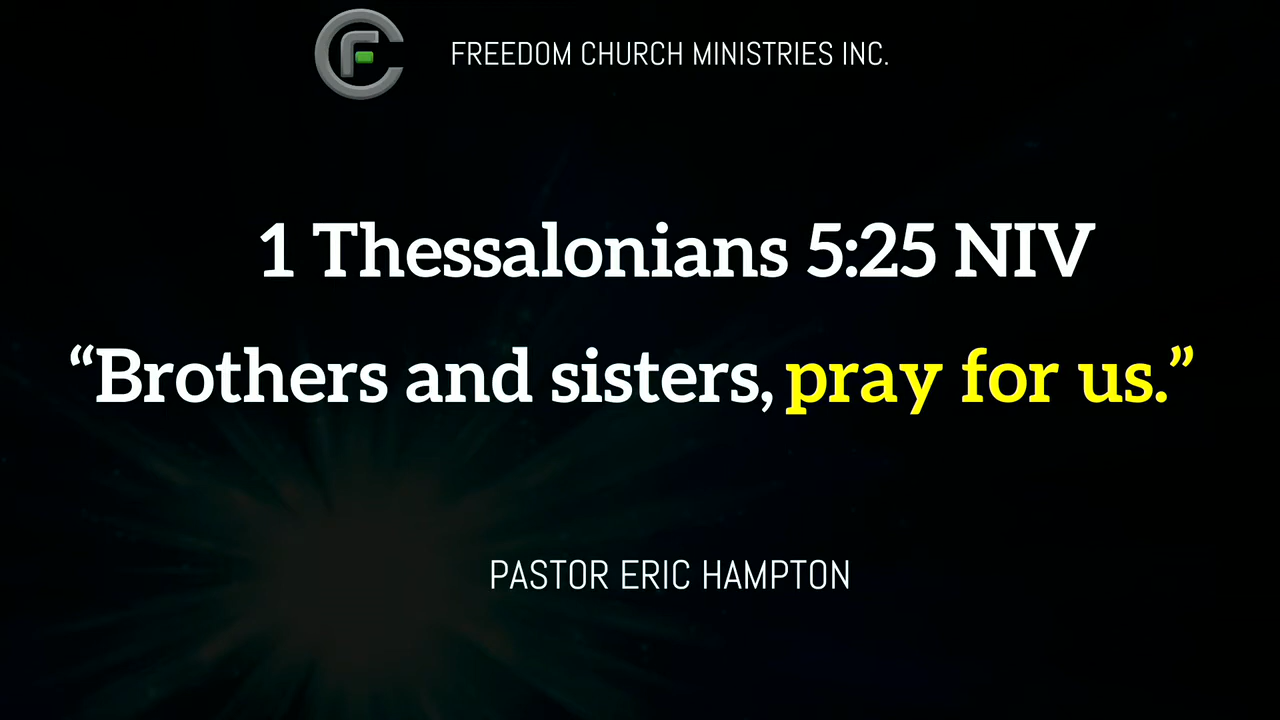 FREEDOM CHURCH MINISTRIES INC.
1 Thessalonians 5:25 NIV
“Brothers and sisters, pray for us.”
PASTOR ERIC HAMPTON